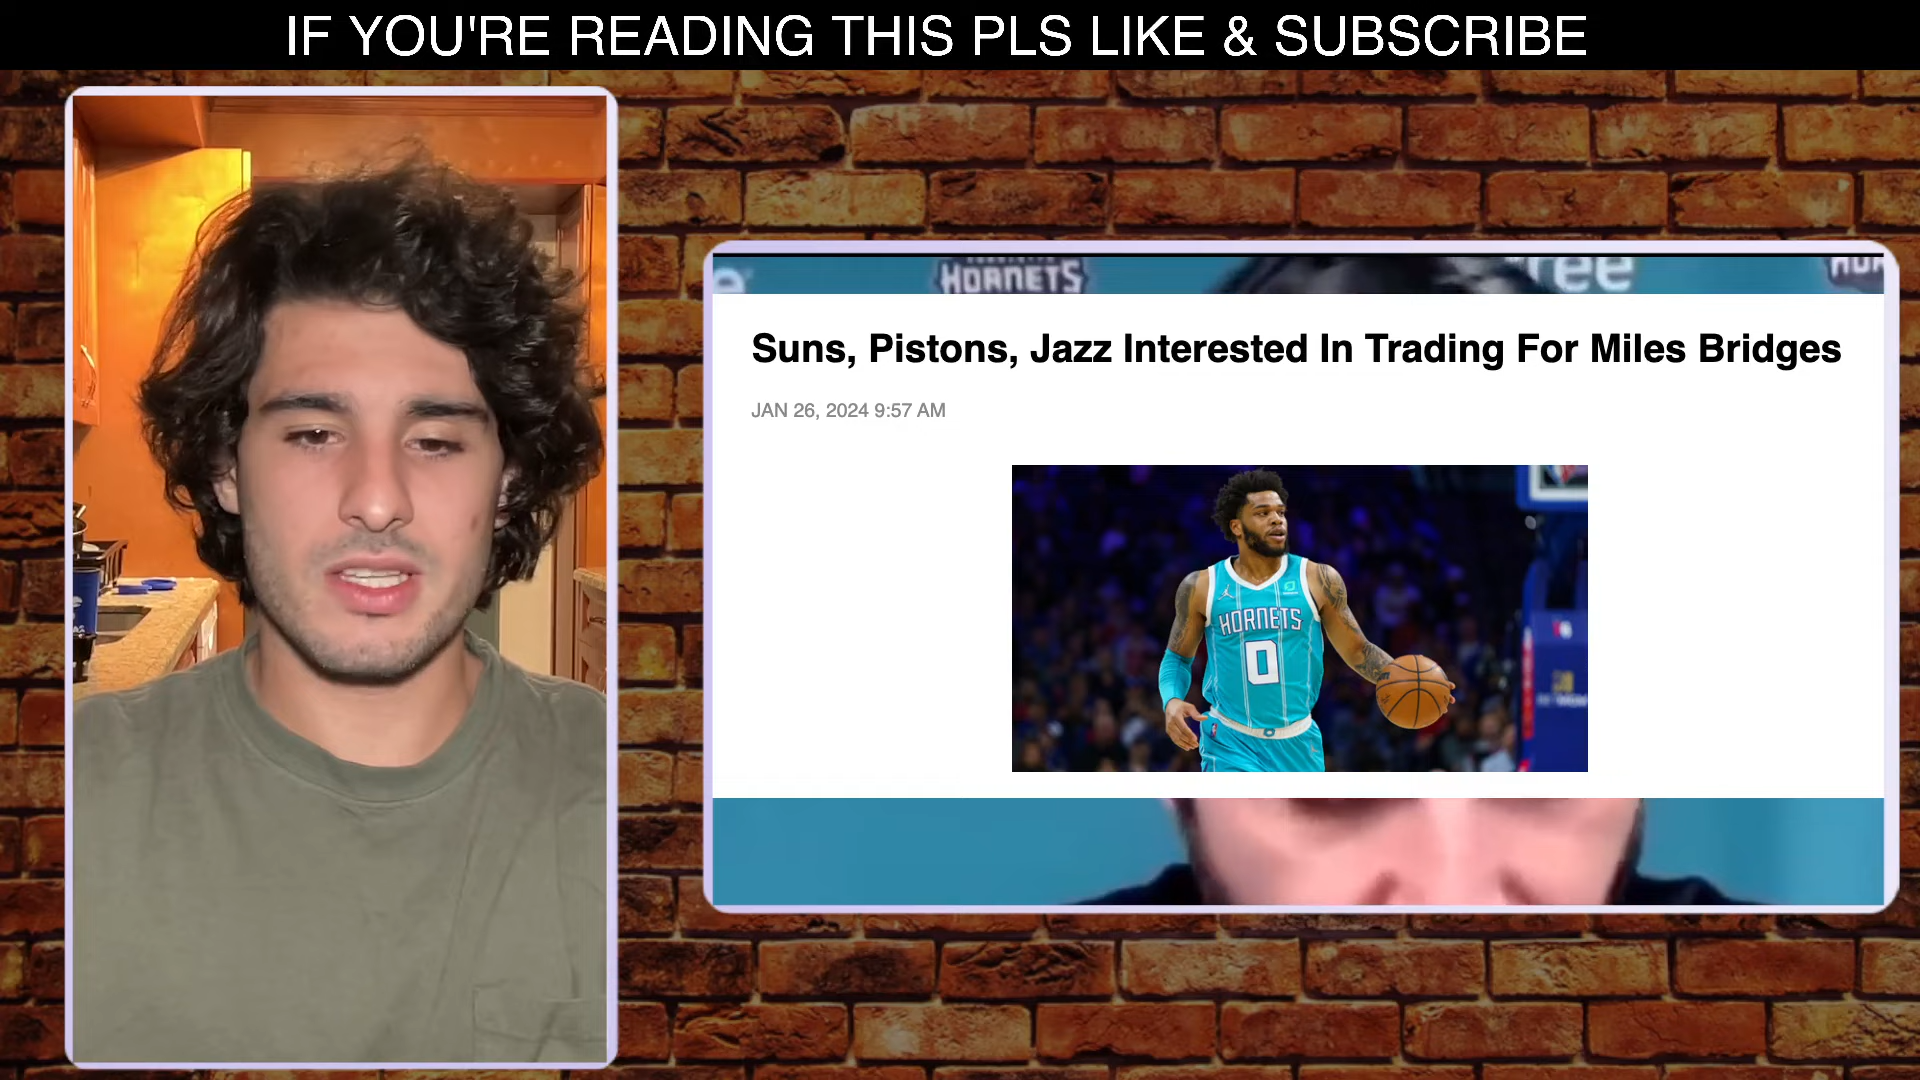 IF YOU'RE READING THIS PLS LIKE & SUBSCRIBE
HORNETS
ree
Suns, Pistons, Jazz Interested In Trading For Miles Bridges
JAN 26, 2024 9:57 AM
HORNETS
0